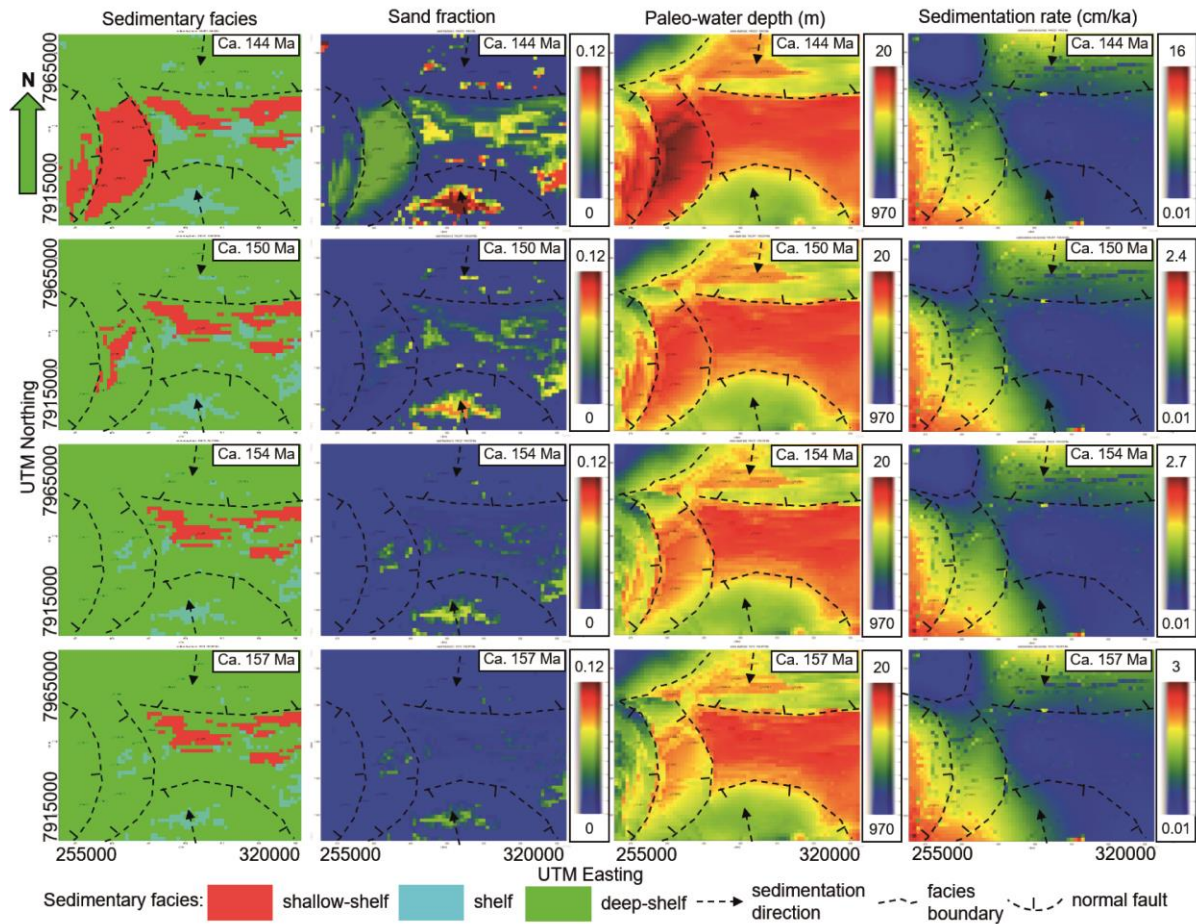 Sedimentary facies Sand fraction Paleo-water depth (m) Sedimentation rate (cm/ka)
N
7965000
7915000
Ca. 144 Ma Ca. 144 Ma 0.12 0 Ca. 144 Ma 20 970 Ca. 144 Ma 16 0.01
UTM Northing
7965000
7915000
Ca. 150 Ma Ca. 150 Ma 0.12 0 Ca. 150 Ma 20 970 Ca. 150 Ma 2.4 0.01
7965000
7915000
Ca. 154 Ma Ca. 154 Ma 0.12 0 Ca. 154 Ma 20 970 Ca. 154 Ma 2.7 0.01
7965000
7915000
Ca. 157 Ma Ca. 157 Ma 0.12 0 Ca. 157 Ma 20 970 Ca. 157 Ma 3 0.01
255000 320000 255000 320000 255000 320000 255000 320000
UTM Easting
Sedimentary facies: shallow-shelf shelf deep-shelf sedimentation direction facies boundary normal fault